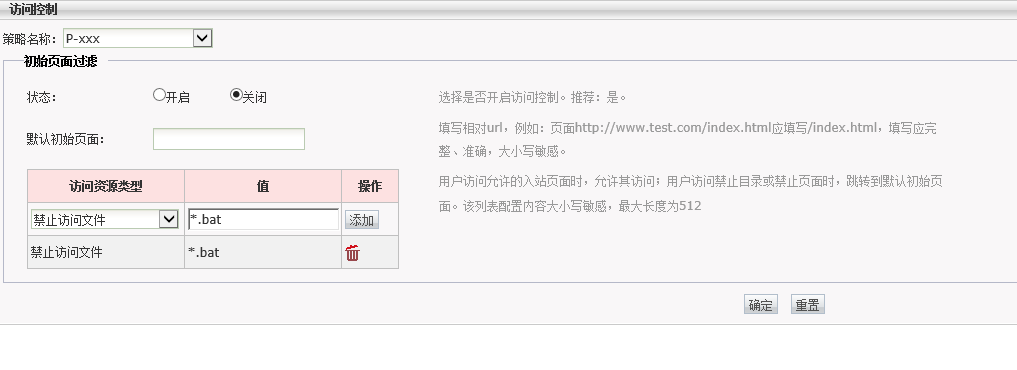 访问控制
策略名称： P-xxx
初始页面过滤
状态： 开启 关闭 选择是否开启访问控制。推荐：是。
默认初始页面： 填写相对url，例如：页面http://www.test.com/index.html应填写/index.html，填写应完
整、准确，大小写敏感。
访问资源类型 值 操作
用户访问允许的入站页面时，允许其访问；用户访问禁止目录或禁止页面时，跳转到默认初始页
面。该列表配置内容大小写敏感，最大长度为512
禁止访问文件 *.bat 添加
禁止访问文件 *.bat
确定 重置